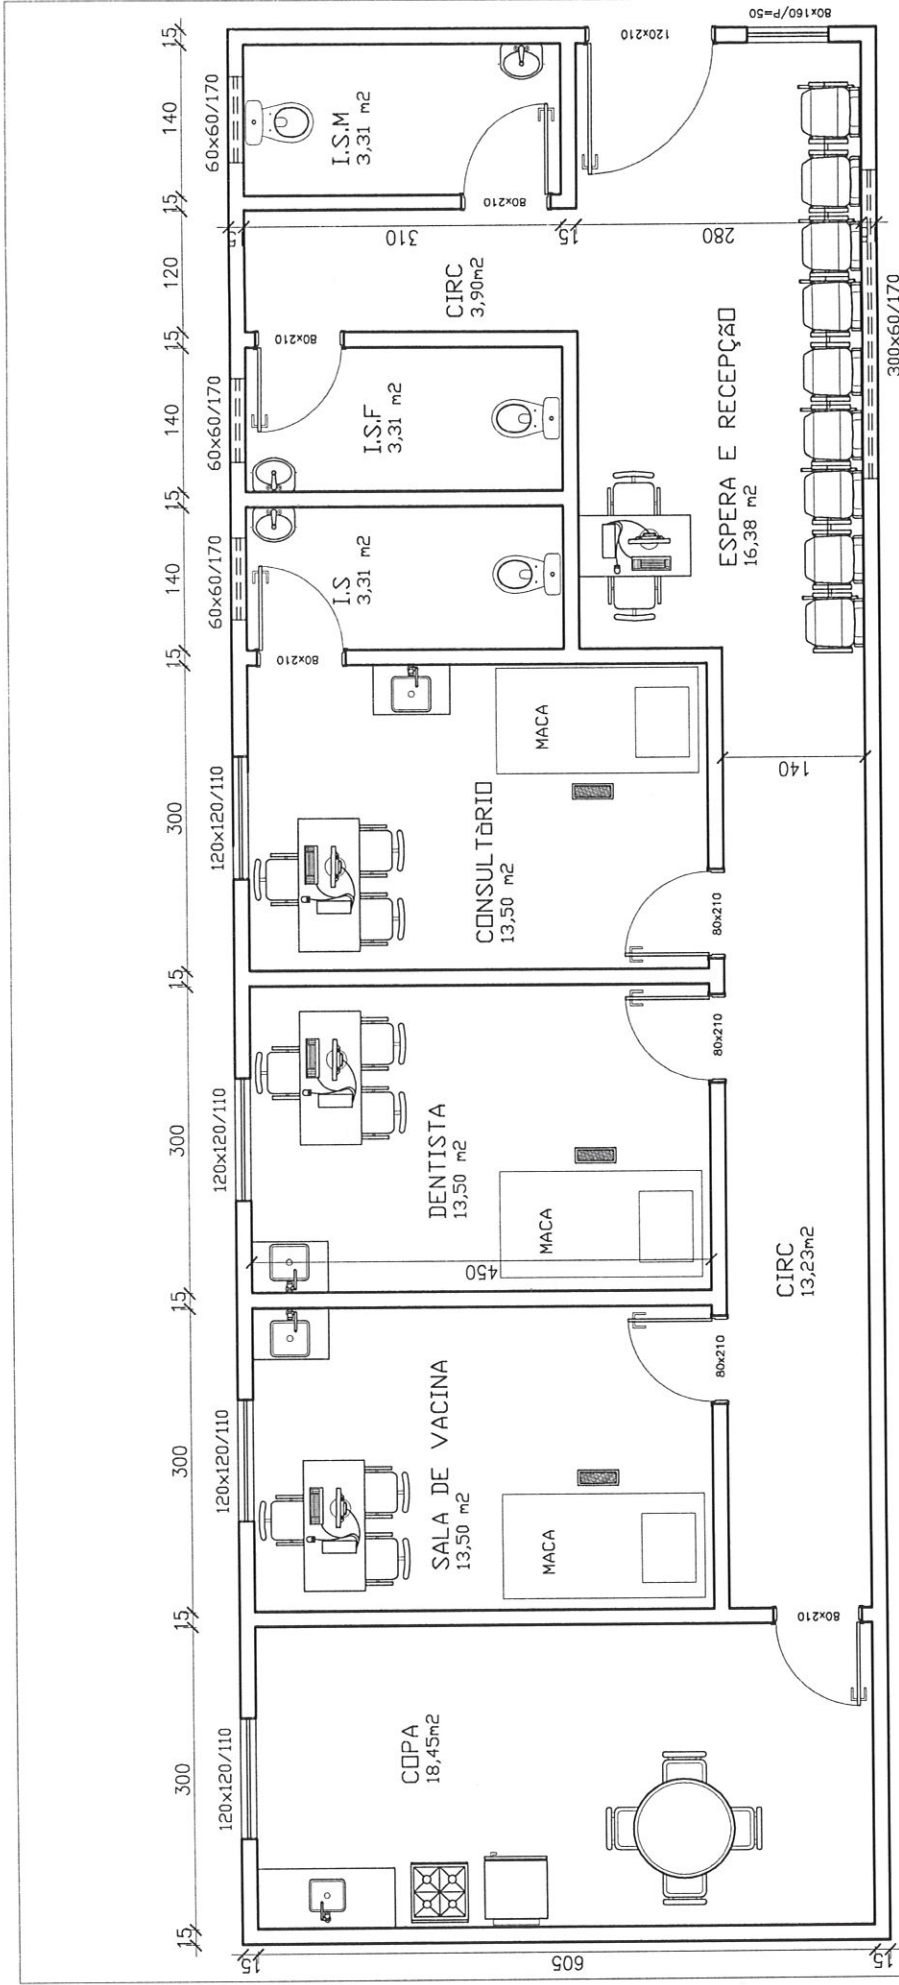 15
300
15
300
15
300
15
300
15
140
15
140
15
120
15
140
15
120x120/110
120x120/110
120x120/110
120x120/110
60x60/170
60x60/170
60x60/170
15
605
15
COPA
18,45m2
80x210
SALA DE VACINA
13,50 m2
MACA
80x210
DENTISTA
13,50 m2
450
MACA
80x210
CONSULTÒRIO
13,50 m2
MACA
80x210
I.S
3,31 m2
80x210
I.S.F
3,31 m2
80x210
CIRC
3,90m2
310
15
280
I.S.M
3,31 m2
80x210
120x210
80x160/P=50
ESPERA E RECEPÇÃO
16,38 m2
140
CIRC
13,23m2
300x60/170